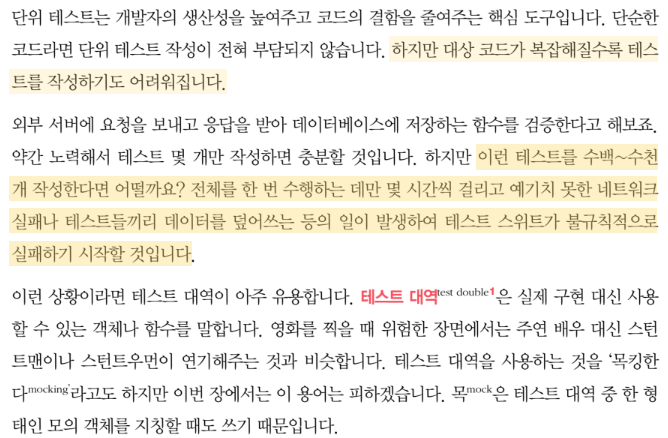 단위 테스트는 개발자의 생산성을 높여주고 코드의 결함을 줄여주는 핵심 도구입니다. 단순한
코드라면 단위 테스트 작성이 전혀 부담되지 않습니다. 하지만 대상 코드가 복잡해질수록 테스
트를 작성하기도 어려워집니다.
외부 서버에 요청을 보내고 응답을 받아 데이터베이스에 저장하는 함수를 검증한다고 해보죠.
약간 노력해서 테스트 몇 개만 작성하면 충분할 것입니다. 하지만 이런 테스트를 수백~수천
개 작성한다면 어떨까요? 전체를 한 번 수행하는 데만 몇 시간씩 걸리고 예기치 못한 네트워크
실패나 테스트들끼리 데이터를 덮어쓰는 등의 일이 발생하여 테스트 스위트가 불규칙적으로
실패하기 시작할 것입니다.
이런 상황이라면 테스트 대역이 아주 유용합니다. 테스트 대역test double1은 실제 구현 대신 사용
할 수 있는 객체나 함수를 말합니다. 영화를 찍을 때 위험한 장면에서는 주연 배우 대신 스턴
트맨이나 스턴트우먼이 연기해주는 것과 비슷합니다. 테스트 대역을 사용하는 것을 ‘목킹한
다mocking’라고도 하지만 이번 장에서는 이 용어는 피하겠습니다. 목mock은 테스트 대역 중 한 형
태인 모의 객체를 지칭할 때도 쓰기 때문입니다.